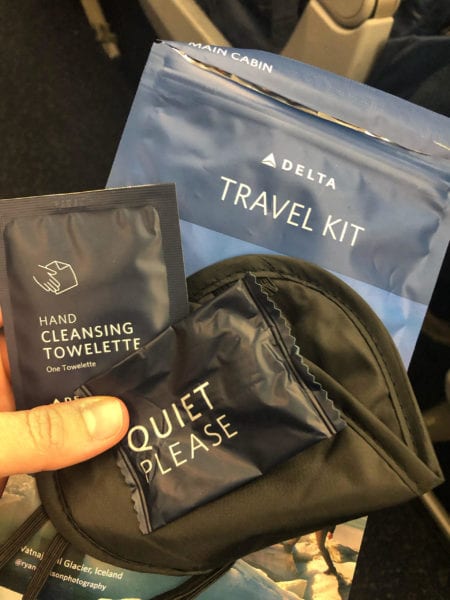 MAIN CABIN
DELTA
TRAVEL KIT
HAND
CLEANSING
TOWELETTE
One Towelette
QUIET
PLEASE
Glacier, Iceland